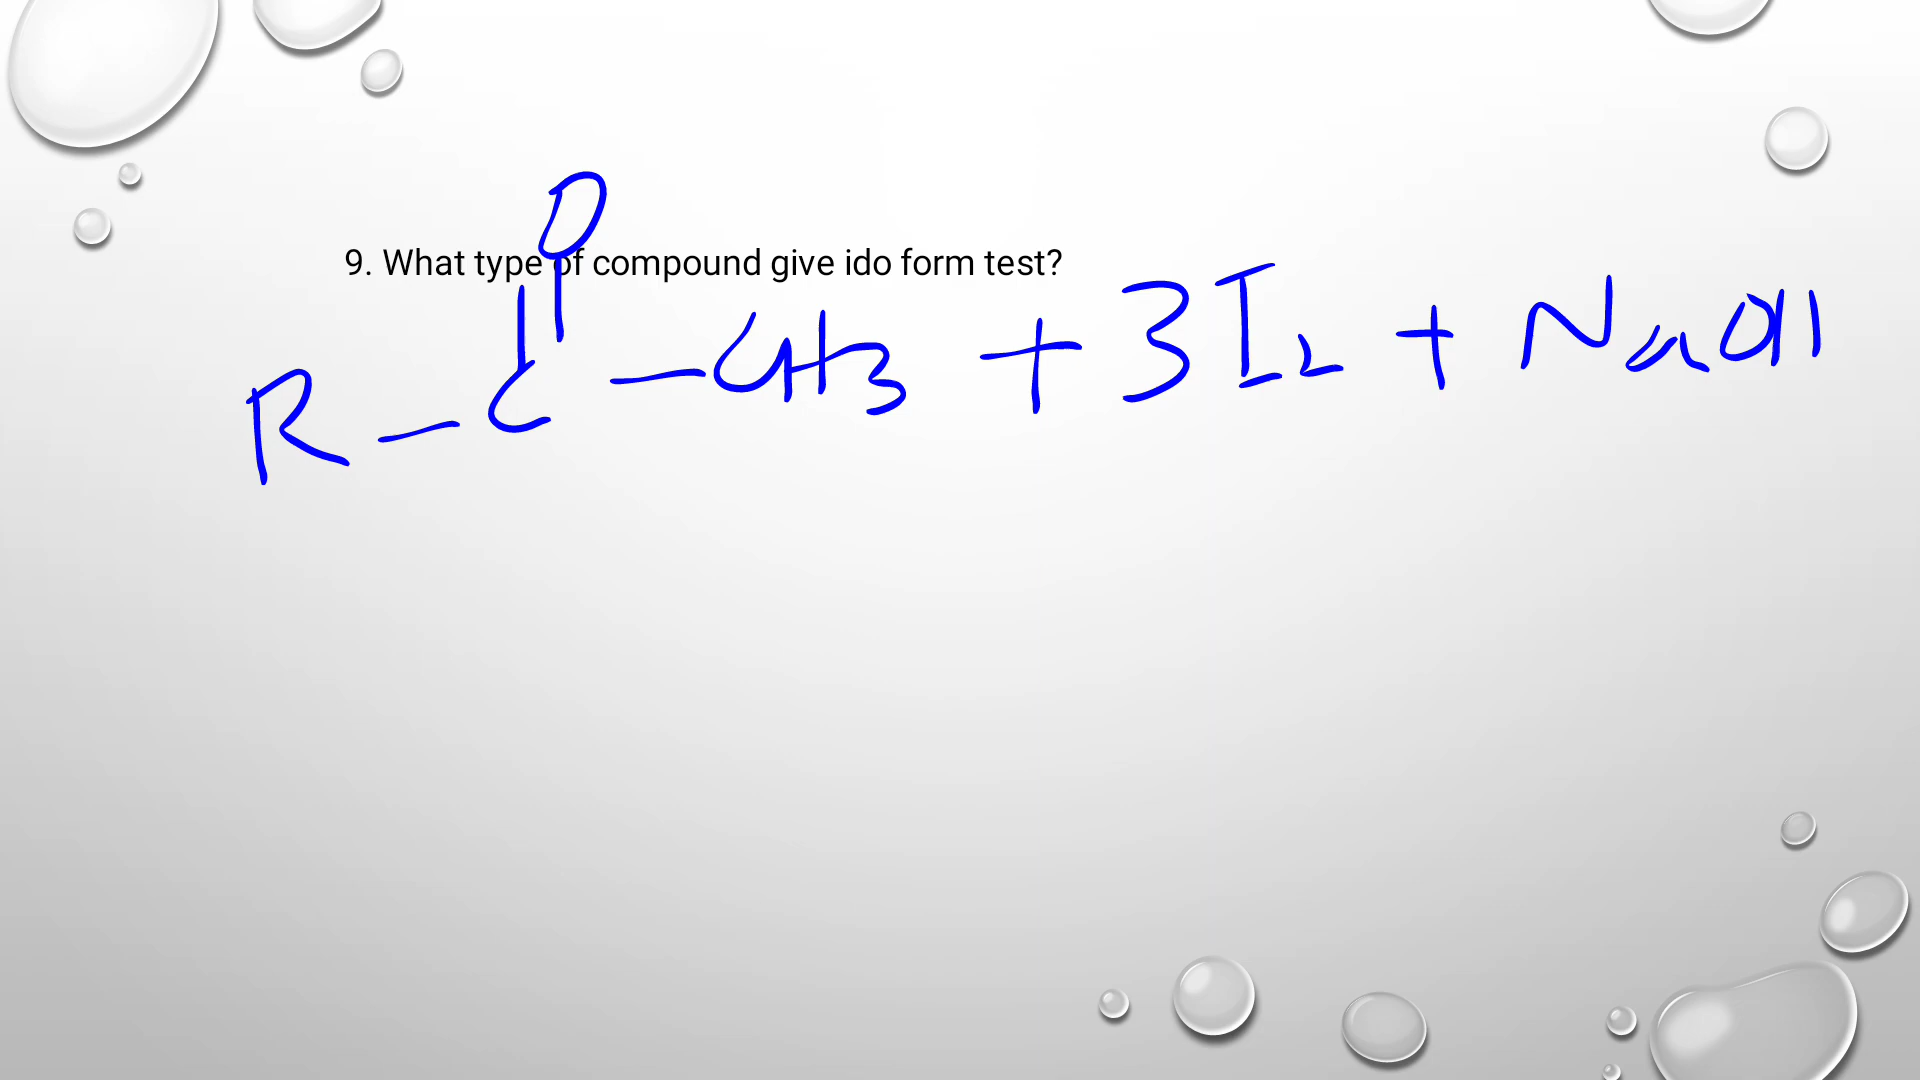 9. What type of compound give ido form test?
O
R - C - CH3 + 3I2 + NaOH